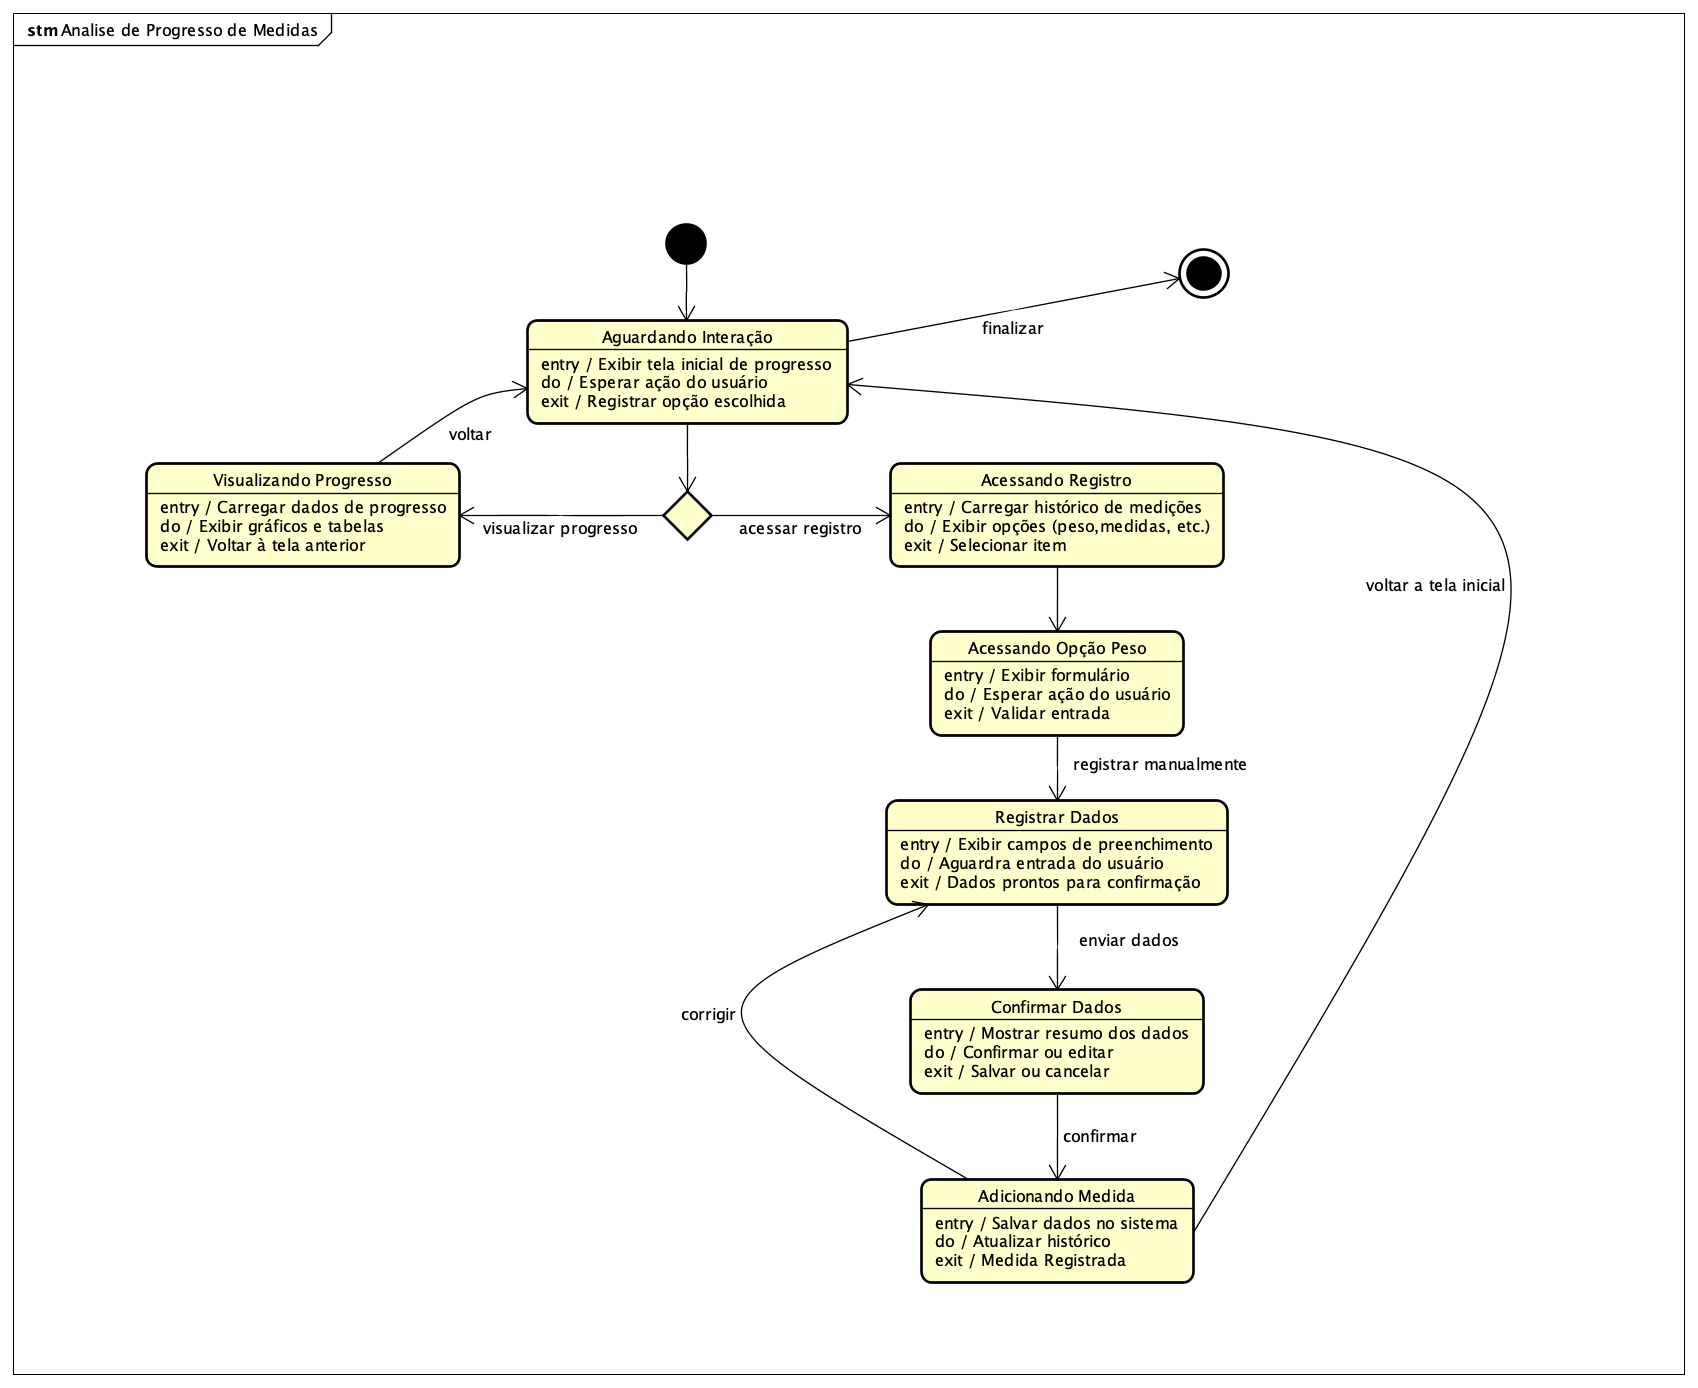 stm Analise de Progresso de Medidas
finalizar
Aguardando Interação
entry / Exibir tela inicial de progresso
do / Esperar ação do usuário
exit / Registrar opção escolhida
voltar
Visualizando Progresso
entry / Carregar dados de progresso
do / Exibir gráficos e tabelas
exit / Voltar à tela anterior
visualizar progresso
acessar registro
Acessando Registro
entry / Carregar histórico de medições
do / Exibir opções (peso,medidas, etc.)
exit / Selecionar item
voltar a tela inicial
Acessando Opção Peso
entry / Exibir formulário
do / Esperar ação do usuário
exit / Validar entrada
registrar manualmente
Registrar Dados
entry / Exibir campos de preenchimento
do / Aguardra entrada do usuário
exit / Dados prontos para confirmação
enviar dados
corrigir
Confirmar Dados
entry / Mostrar resumo dos dados
do / Confirmar ou editar
exit / Salvar ou cancelar
confirmar
Adicionando Medida
entry / Salvar dados no sistema
do / Atualizar histórico
exit / Medida Registrada